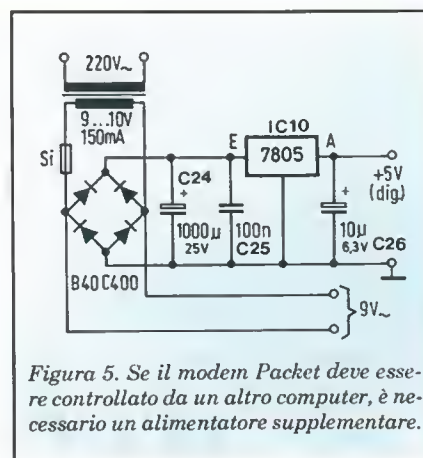 220V~
9...10V
150mA
Si
B40C400
C24
+
1000µ
25V
100n
C25
E
IC10
7805
A
+
10µ
6,3V
C26
+5V
(dig.)
9V~
Figura 5. Se il modem Packet deve esse-
re controllato da un altro computer, è ne-
cessario un alimentatore supplementare.